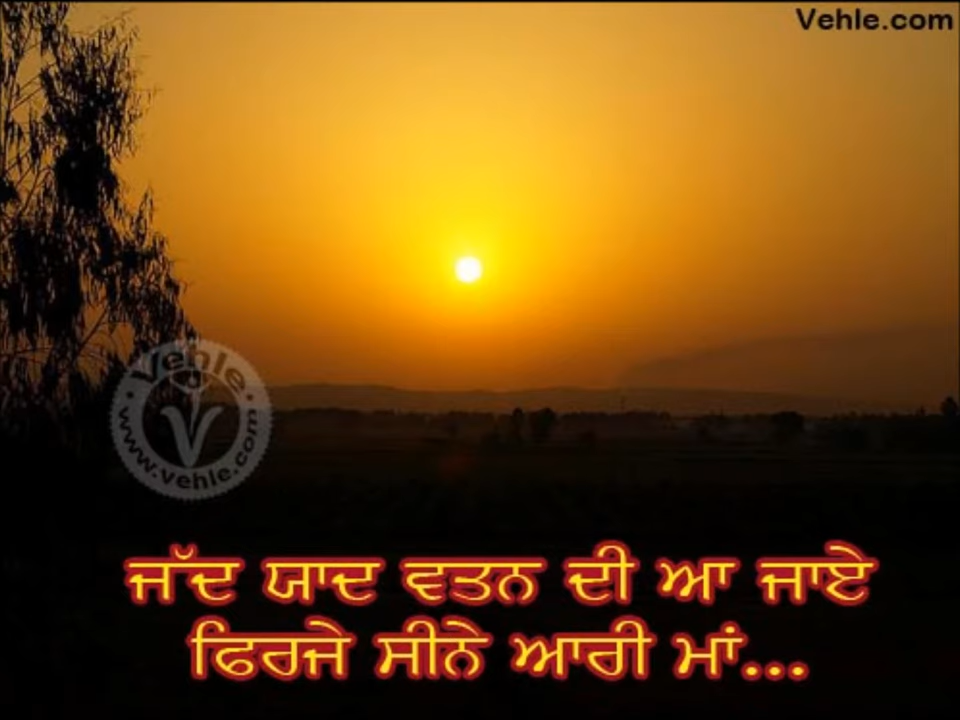 Vehle.com
Vehle
www.vehle.com
ਜੱਦ ਯਾਦ ਵਤਨ ਦੀ ਆ ਜਾਏ
ਫਿਰਜੇ ਸੀਨੇ ਆਰੀ ਮਾਂ...